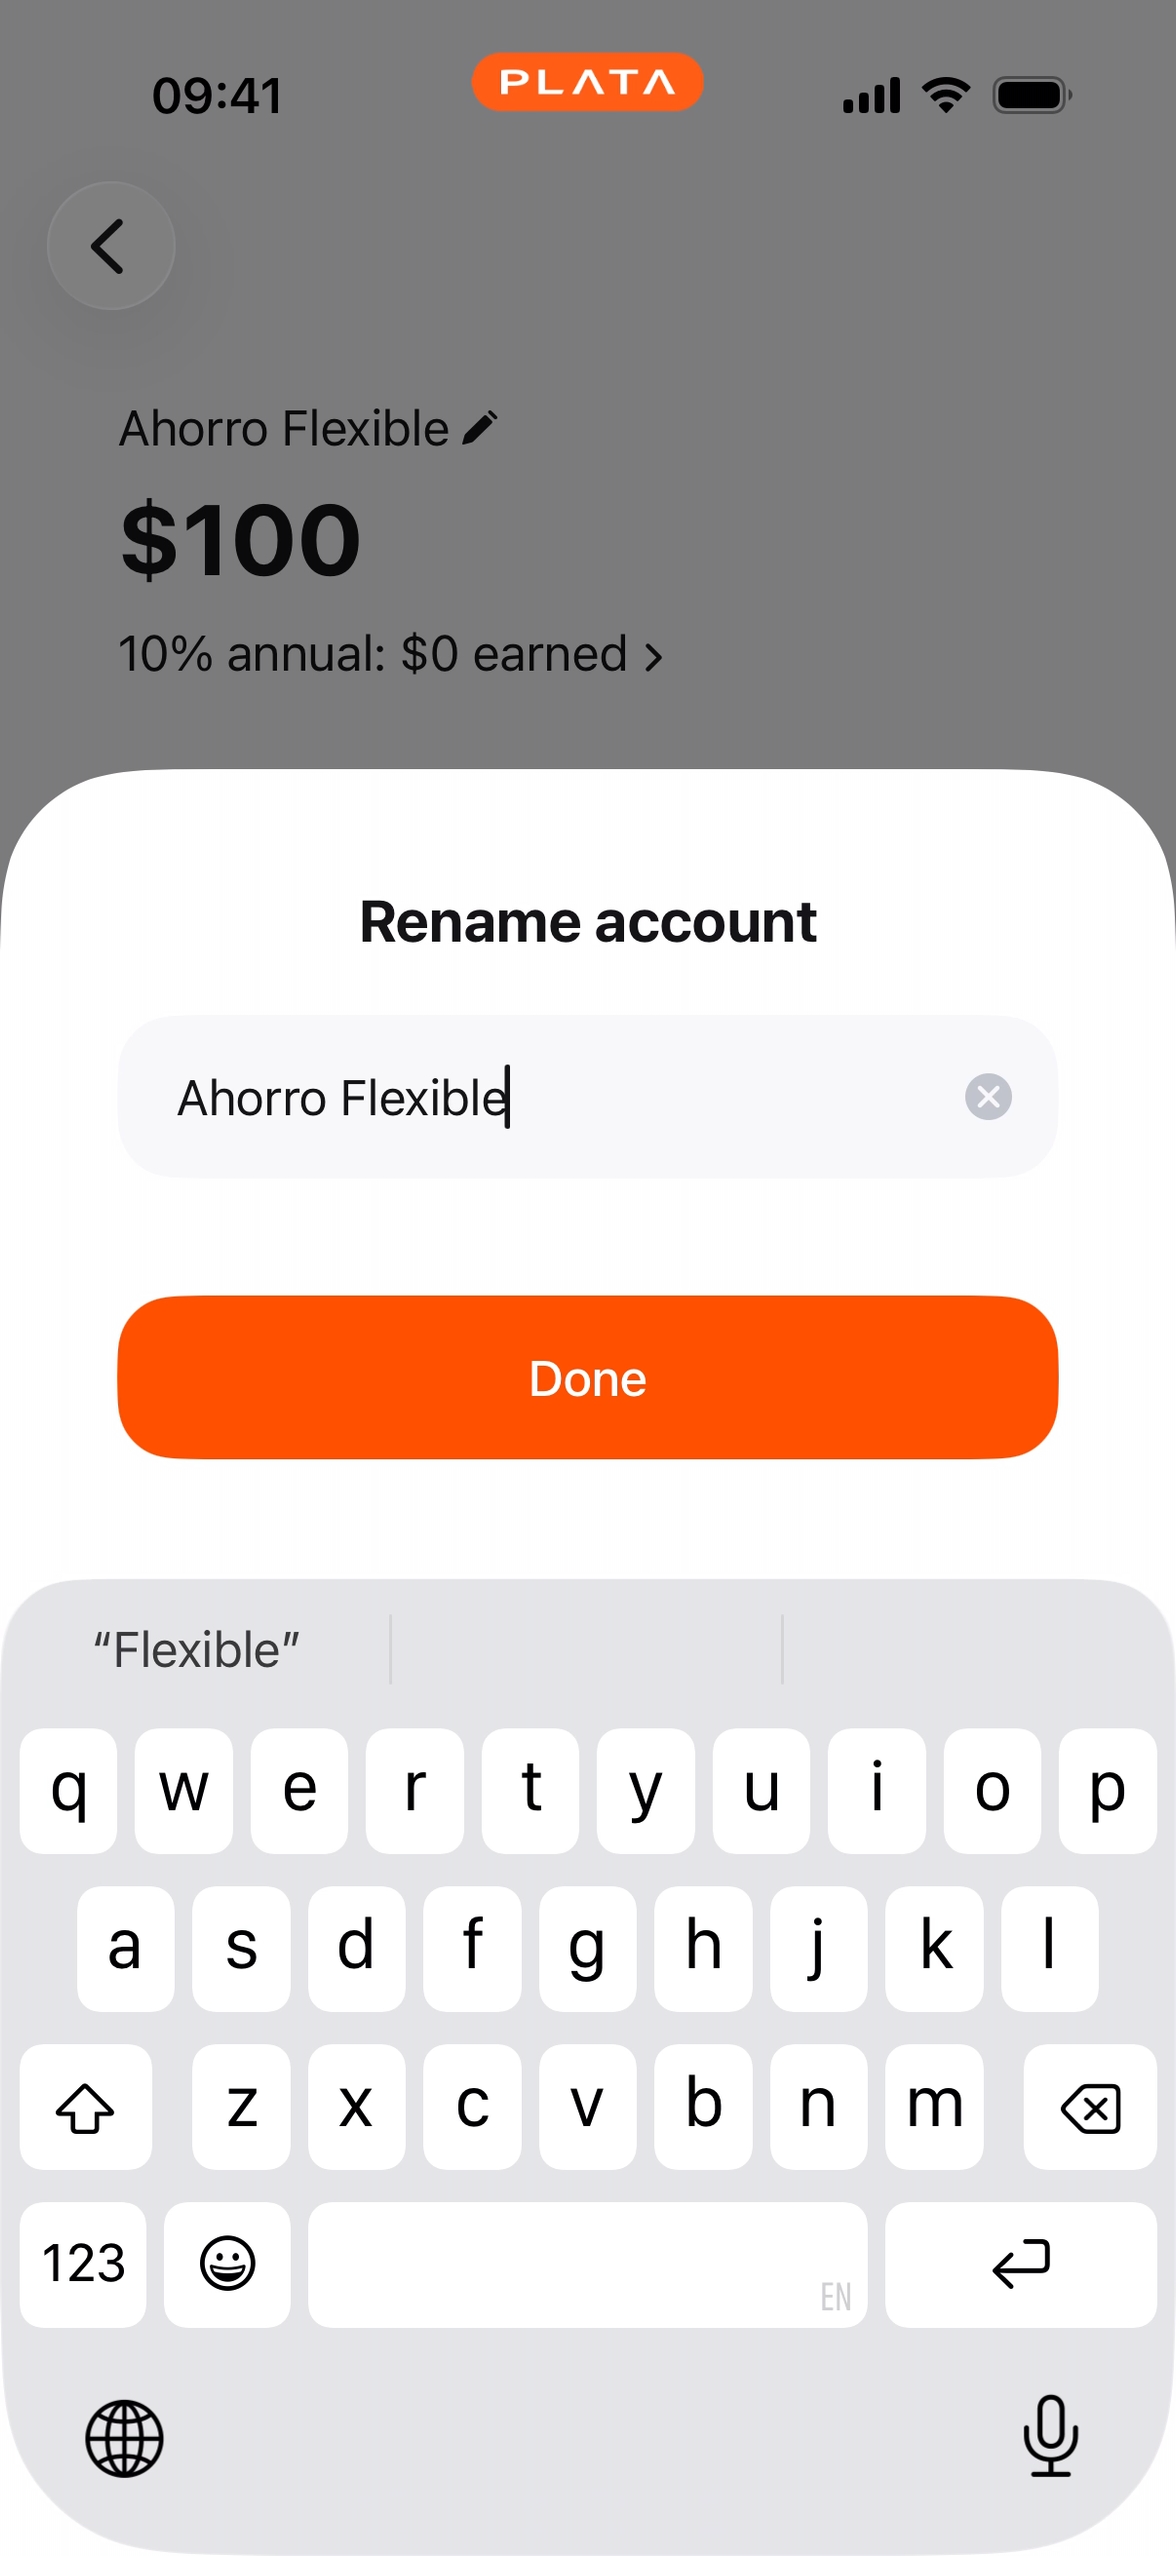 09:41
PLATA
Ahorro Flexible
$100
10% annual: $0 earned
Rename account
Ahorro Flexible
Done
“Flexible”
q w e r t y u i o p
a s d f g h j k l
z x c v b n m
123
EN